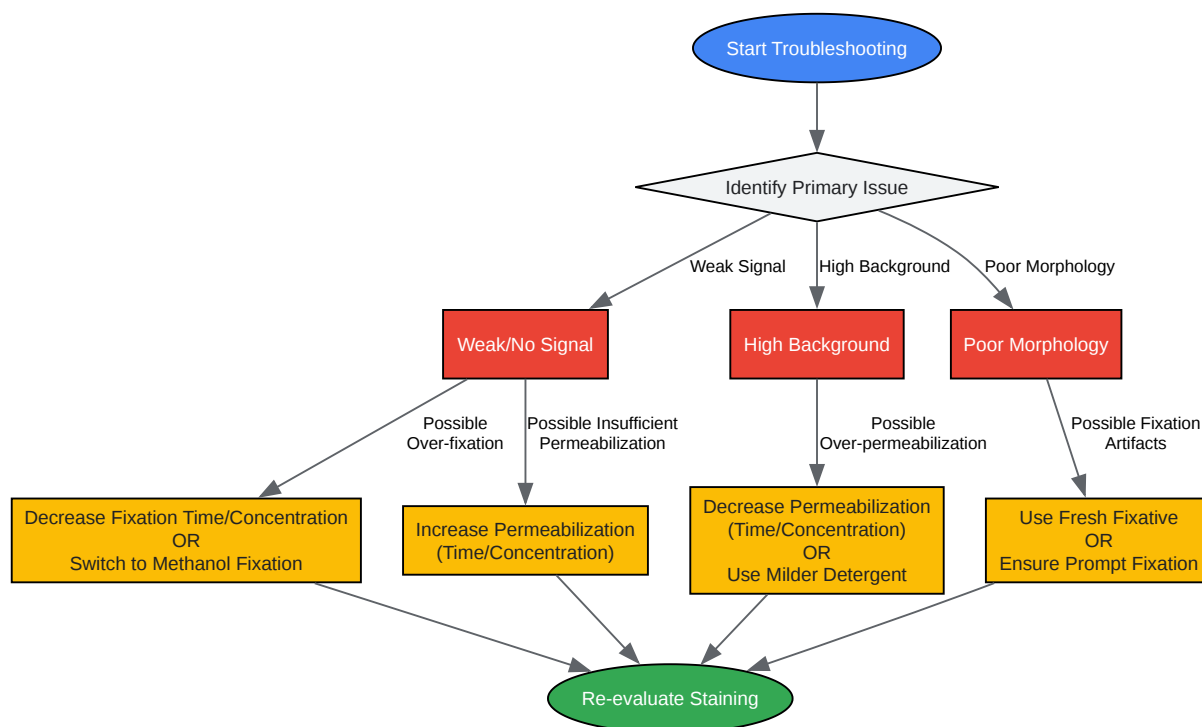 Start Troubleshooting
Identify Primary Issue
Weak Signal
High Background
Poor Morphology
Weak/No Signal
High Background
Poor Morphology
Possible
Over-fixation
Possible Insufficient
Permeabilization
Possible
Over-permeabilization
Possible Fixation
Artifacts
Decrease Fixation Time/Concentration
OR
Switch to Methanol Fixation
Increase Permeabilization
(Time/Concentration)
Decrease Permeabilization
(Time/Concentration)
OR
Use Milder Detergent
Use Fresh Fixative
OR
Ensure Prompt Fixation
Re-evaluate Staining